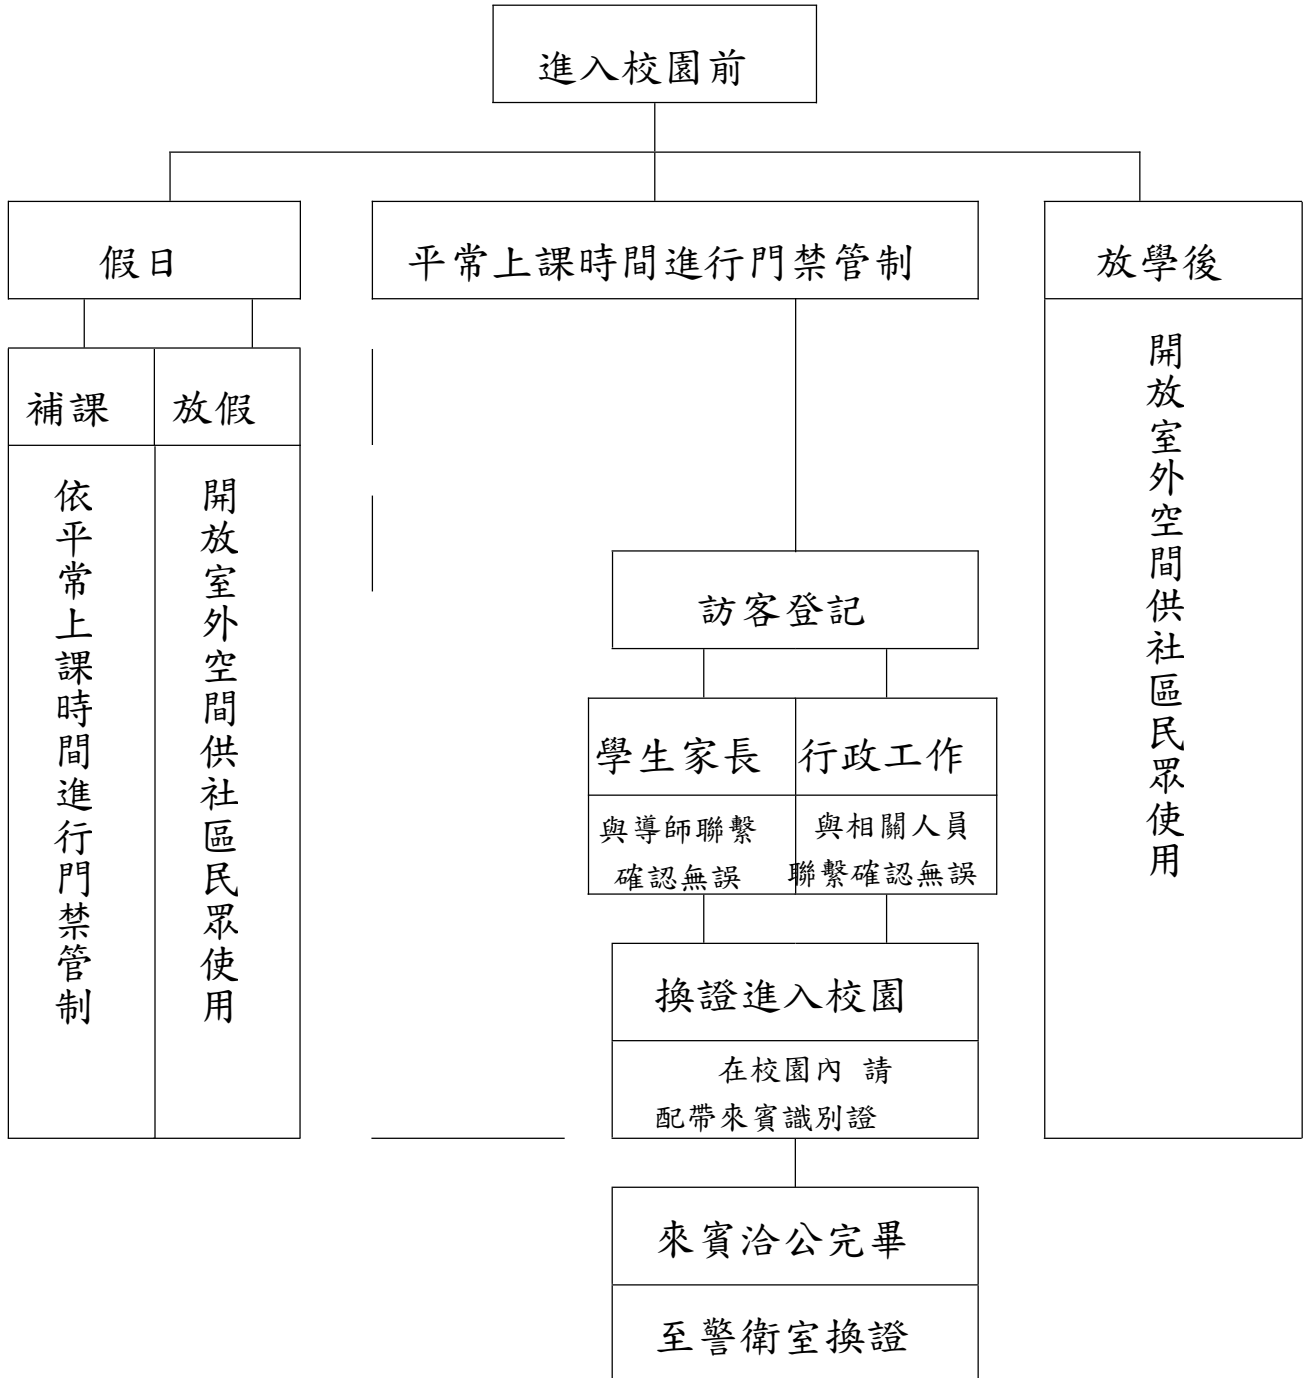 進入校園前
假日
平常上課時間進行門禁管制
放學後
補課
放假
依平常上課時間進行門禁管制
開放室外空間供社區民眾使用
開放室外空間供社區民眾使用
訪客登記
學生家長
行政工作
與導師聯繫
確認無誤
與相關人員
聯繫確認無誤
換證進入校園
在校園內 請
配帶來賓識別證
來賓洽公完畢
至警衛室換證